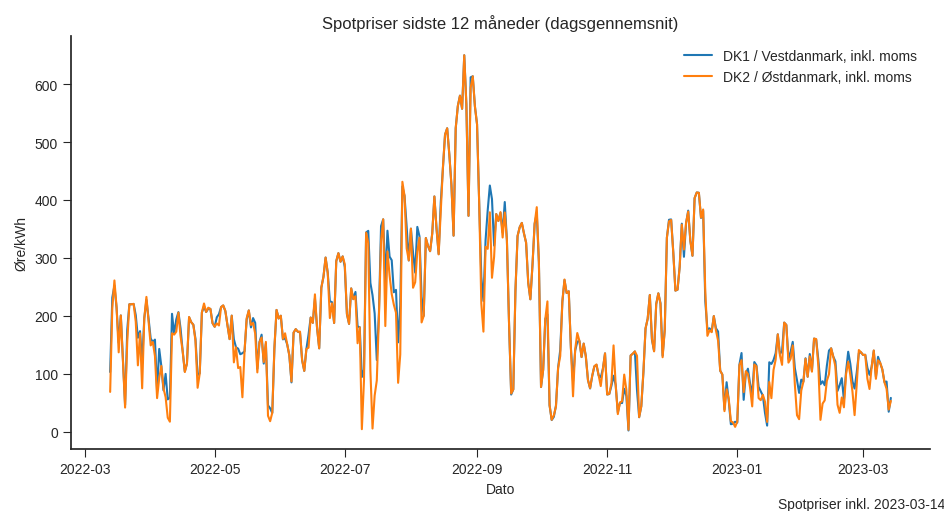 Spotpriser sidste 12 måneder (dagsgennemsnit)
DK1 / Vestdanmark, inkl. moms
DK2 / Østdanmark, inkl. moms
Øre/kWh
600
500
400
300
200
100
0
2022-03 2022-05 2022-07 2022-09 2022-11 2023-01 2023-03
Dato
Spotpriser inkl. 2023-03-14